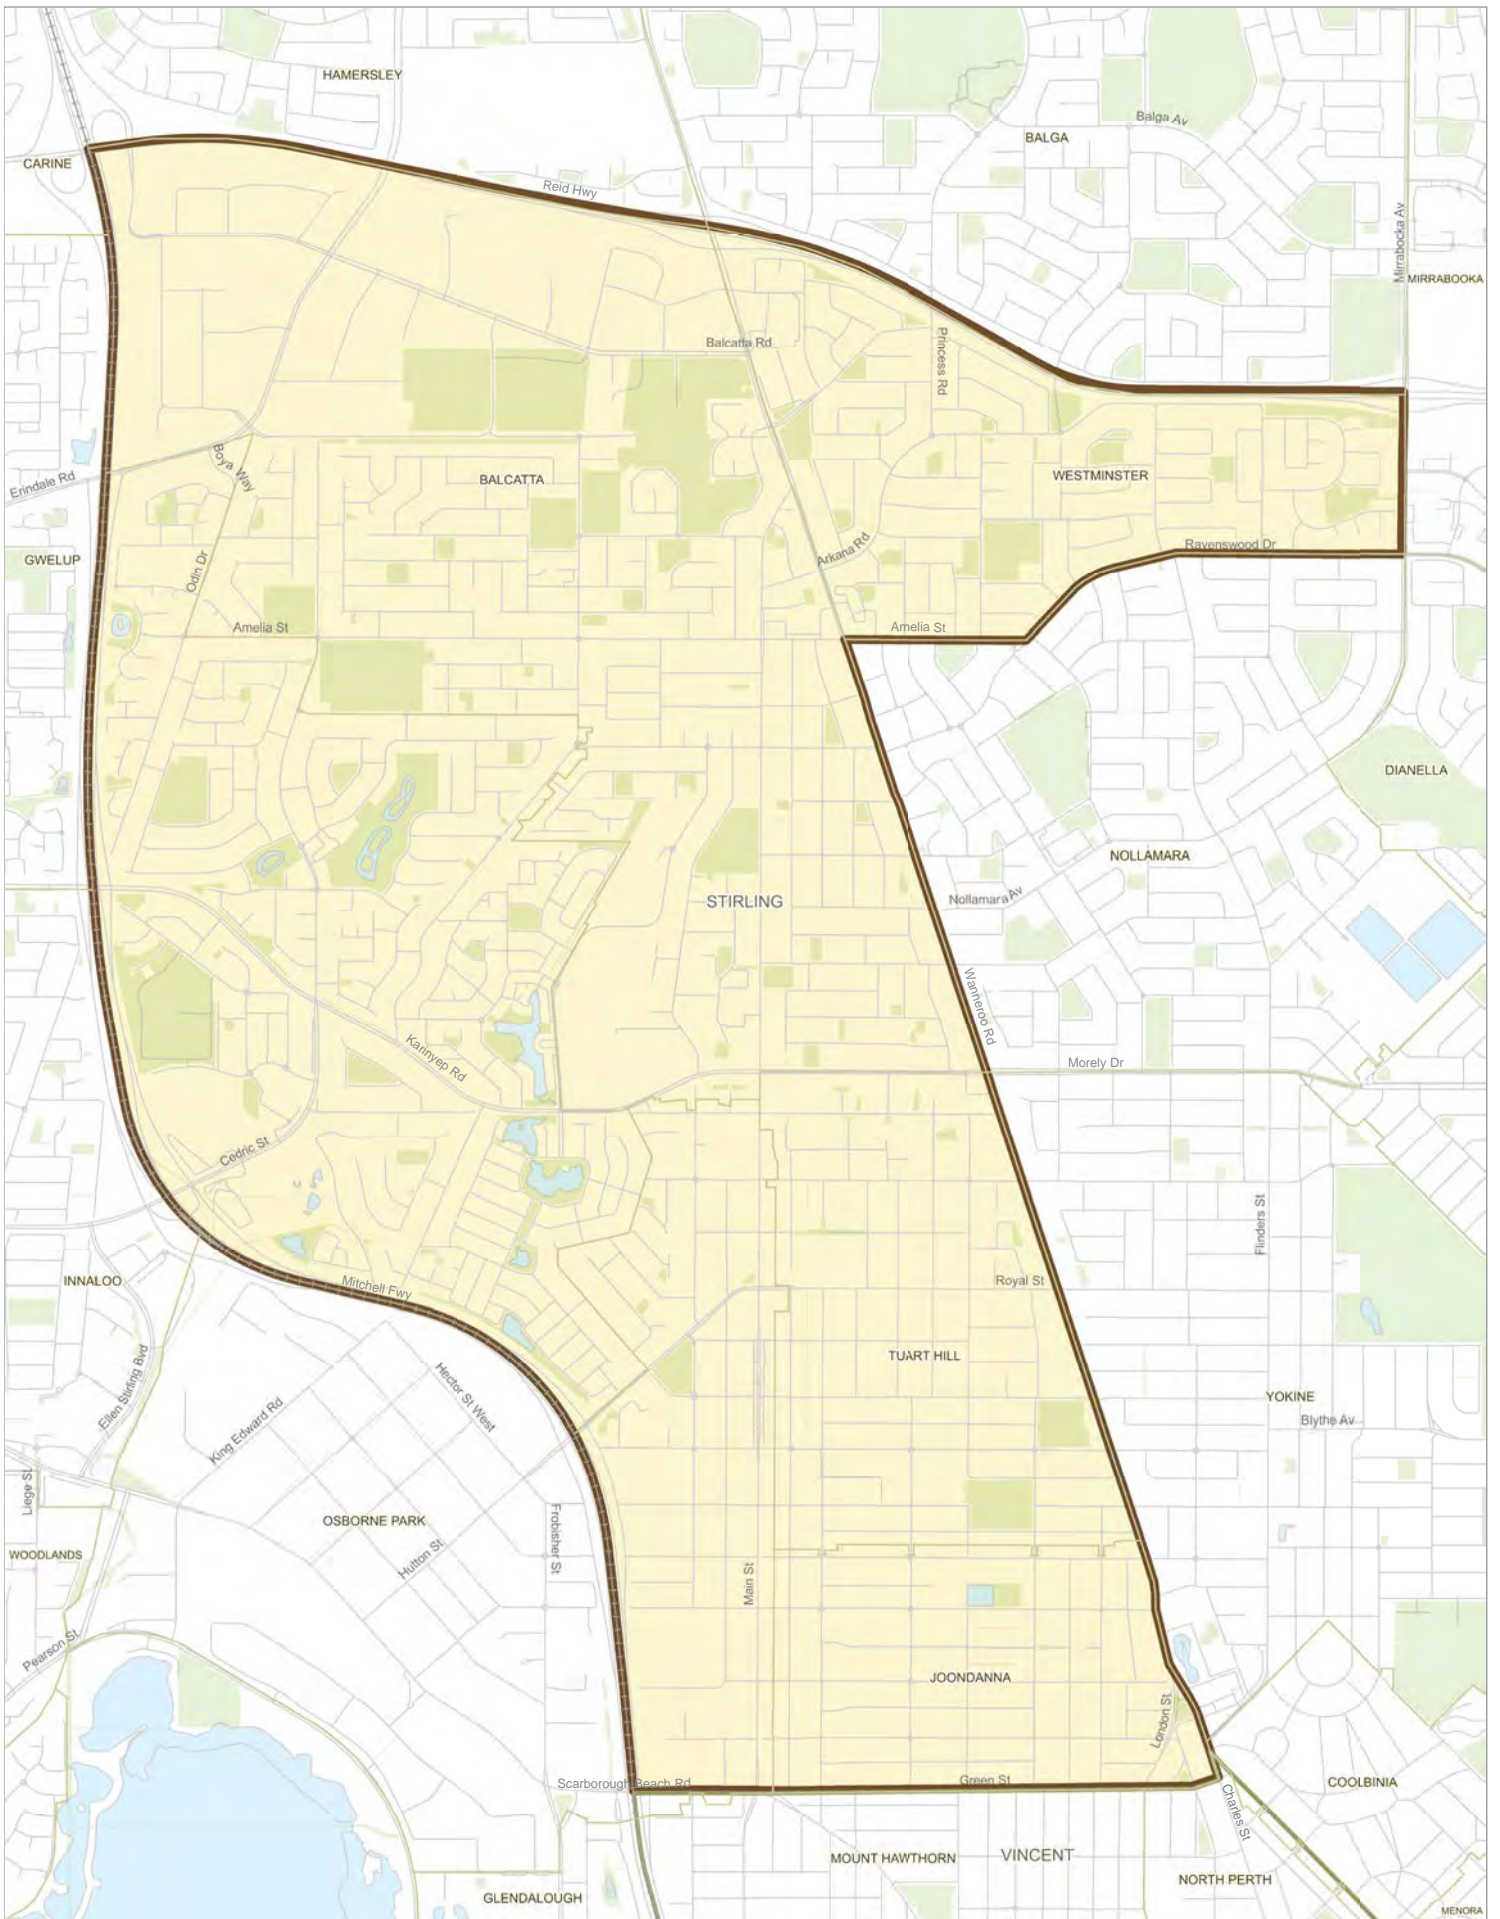 HAMERSLEY
Balga Av
BALGA
CARINE
Reid Hwy
Mirrabooka Av
MIRRABOOKA
Balcatta Rd
Princess Rd
Boya Way
Erindale Rd
BALCATTA
WESTMINSTER
Ravenswood Dr
Arkana Rd
GWELUP
Odin Dr
Amelia St
Amelia St
DIANELLA
NOLLAMARA
Nollamara Av
STIRLING
Wanneroo Rd
Kannyep Rd
Morely Dr
Cedric St
Flinders St
INNALOO
Mitchell Fwy
Royal St
TUART HILL
Ellen Stirling Bvd
Hector St West
King Edward Rd
YOKINE
Blythe Av
Liege St
OSBORNE PARK
Frobisher St
Hutton St
WOODLANDS
Main St
Pearson St
JOONDANNA
London St
Scarborough Beach Rd
Green St
COOLBINIA
Charles St
MOUNT HAWTHORN
VINCENT
NORTH PERTH
GLENDALOUGH
MENORA